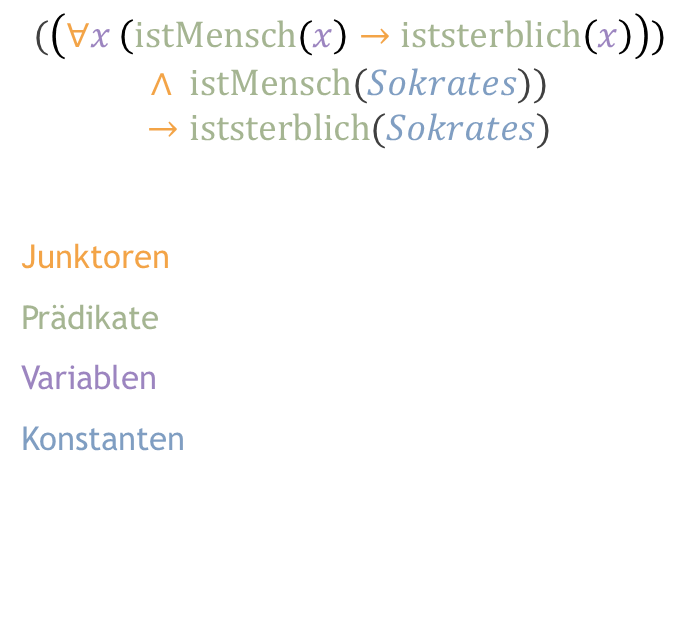 ((∀x (istMensch(x) → iststerblich(x)))
∧ istMensch(Sokrates))
→ iststerblich(Sokrates)
Junktoren
Prädikate
Variablen
Konstanten